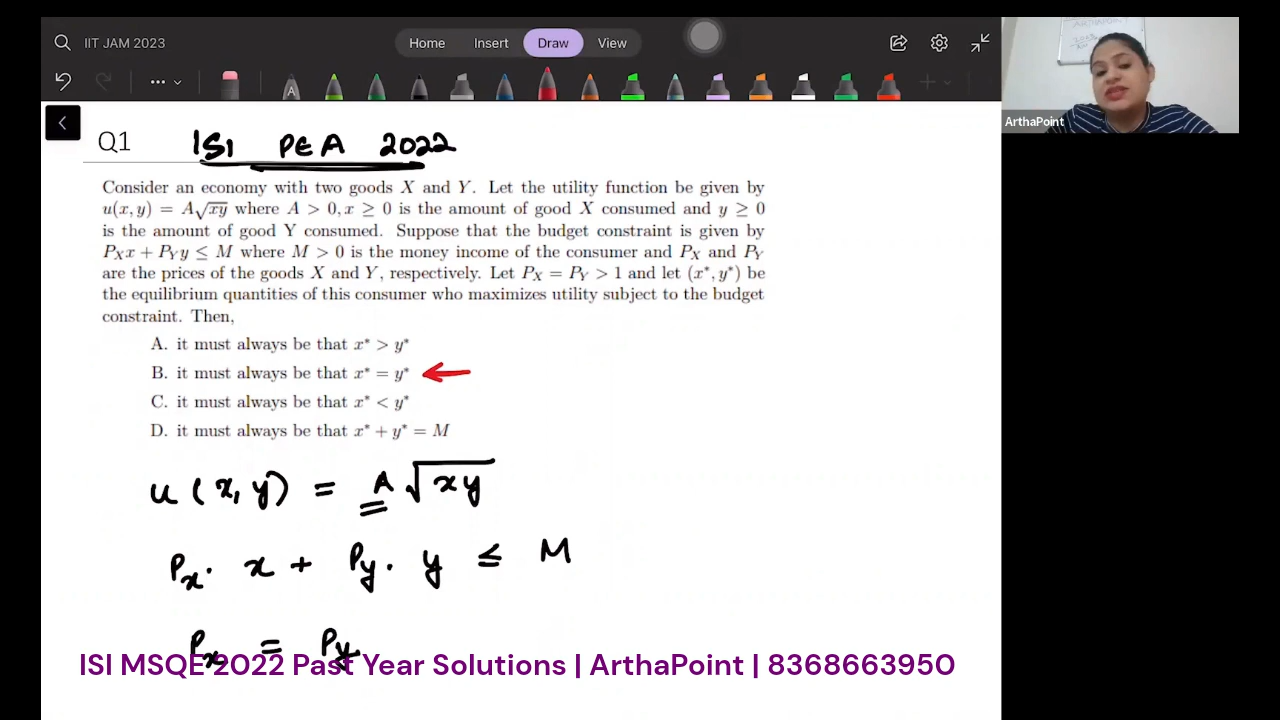 IIT JAM 2023
Home Insert Draw View
A
ArthaPoint
Q1 ISI PEA 2022
Consider an economy with two goods X and Y. Let the utility function be given by
u(x, y) = A√xy where A > 0, x ≥ 0 is the amount of good X consumed and y ≥ 0
is the amount of good Y consumed. Suppose that the budget constraint is given by
P_X x + P_Y y ≤ M where M > 0 is the money income of the consumer and P_X and P_Y
are the prices of the goods X and Y, respectively. Let P_X = P_Y > 1 and let (x*, y*) be
the equilibrium quantities of this consumer who maximizes utility subject to the budget
constraint. Then,
A. it must always be that x* > y*
B. it must always be that x* = y*
C. it must always be that x* < y*
D. it must always be that x* + y* = M
u(x, y) = A√xy
P_x · x + P_y · y ≤ M
P_x = P_y
ISI MSQE 2022 Past Year Solutions | ArthaPoint | 8368663950